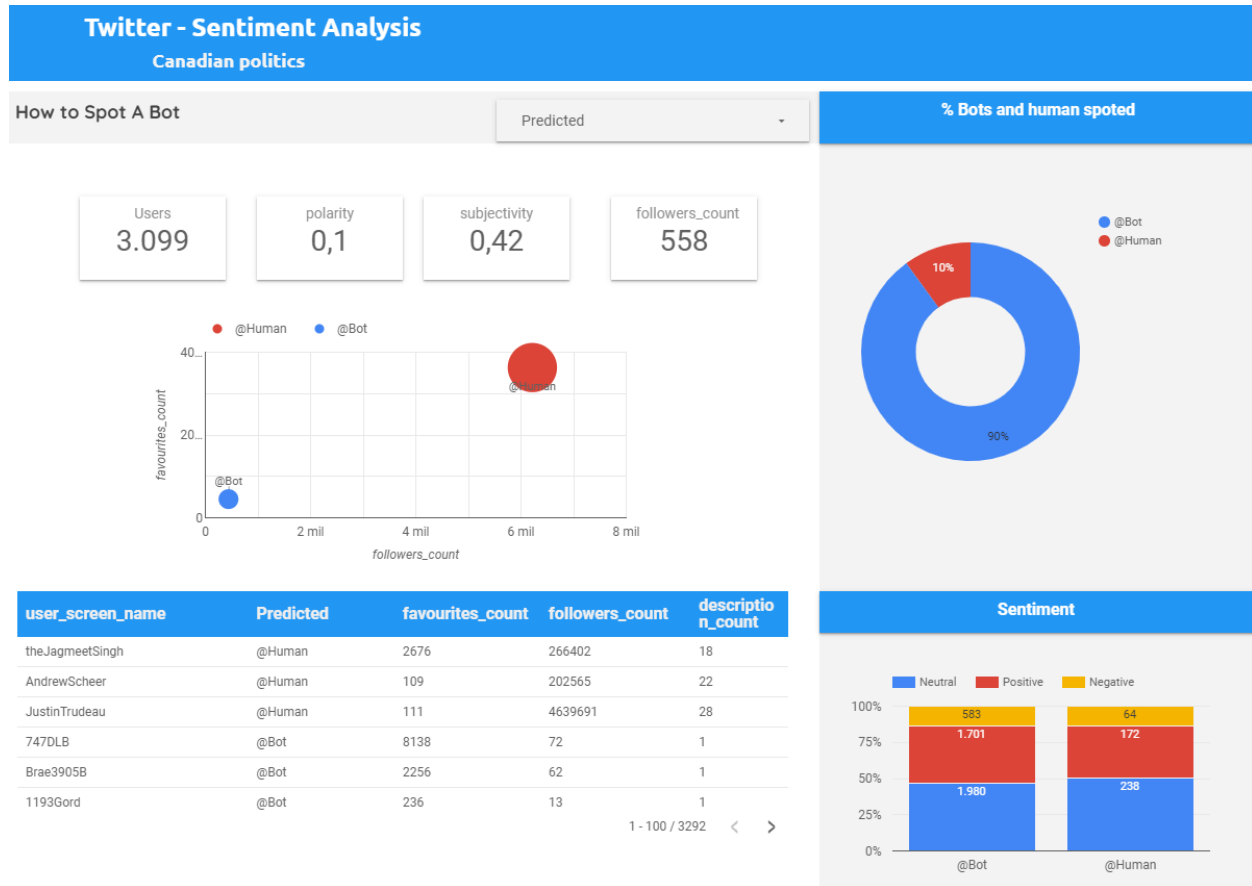 Twitter - Sentiment Analysis
Canadian politics
How to Spot A Bot
Predicted
% Bots and human spoted
Users
3.099
polarity
0,1
subjectivity
0,42
followers_count
558
@Bot
@Human
10%
90%
@Human @Bot
40...
20...
0
favourites_count
@Human
@Bot
0 2 mil 4 mil 6 mil 8 mil
followers_count
user_screen_name Predicted favourites_count followers_count descriptio
n_count
theJagmeetSingh @Human 2676 266402 18
AndrewScheer @Human 109 202565 22
JustinTrudeau @Human 111 4639691 28
747DLB @Bot 8138 72 1
Brae3905B @Bot 2256 62 1
1193Gord @Bot 236 13 1
1 - 100 / 3292
Sentiment
Neutral Positive Negative
100%
75%
50%
25%
0%
583 64
1.701 172
1.980 238
@Bot @Human